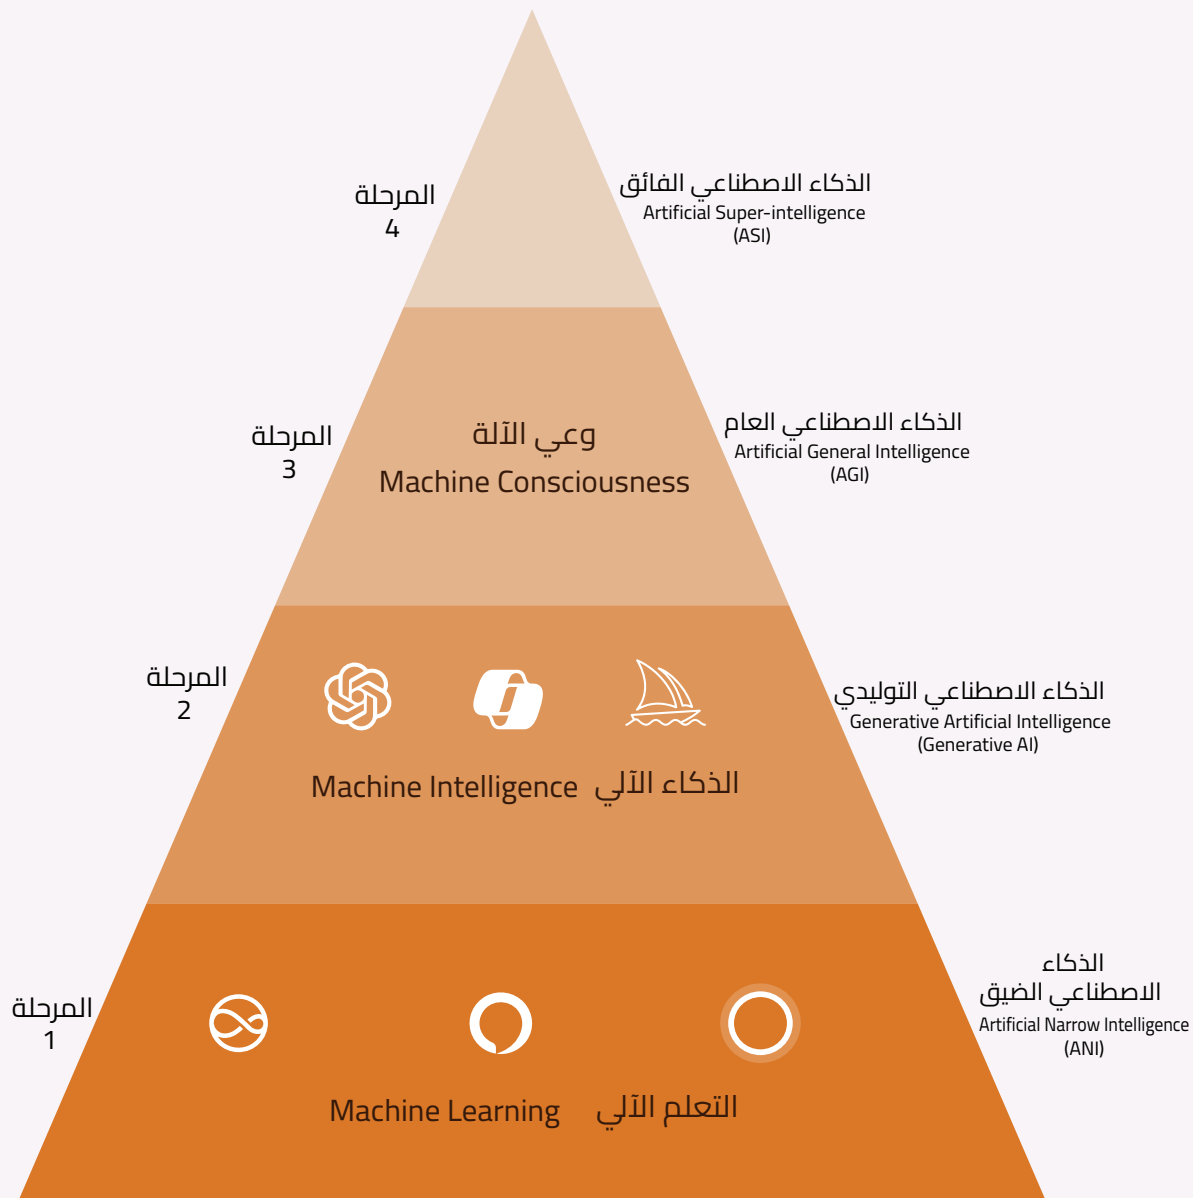 المرحلة
4
الذكاء الاصطناعي الفائق
Artificial Super-intelligence
(ASI)
المرحلة
3
وعي الآلة
Machine Consciousness
الذكاء الاصطناعي العام
Artificial General Intelligence
(AGI)
المرحلة
2
الذكاء الآلي Machine Intelligence
الذكاء الاصطناعي التوليدي
Generative Artificial Intelligence
(Generative AI)
المرحلة
1
التعلم الآلي Machine Learning
الذكاء
الاصطناعي الضيق
Artificial Narrow Intelligence
(ANI)